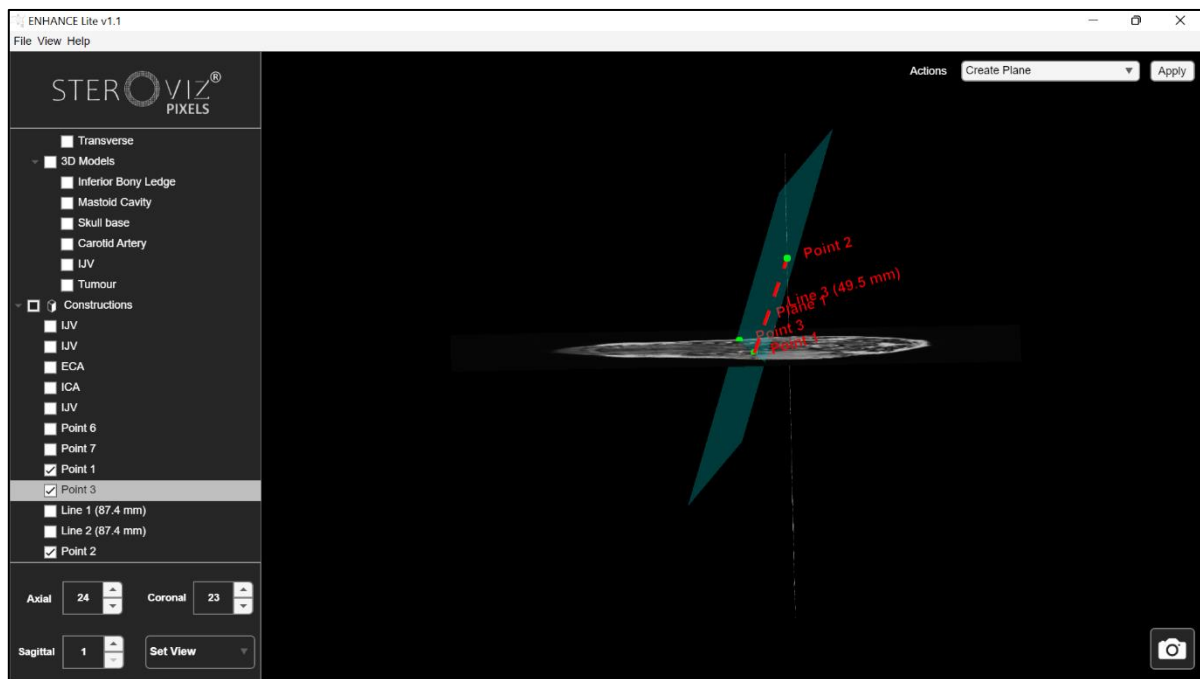 ENHANCE Lite v1.1
File View Help
STEROVIZ®
PIXELS
Actions Create Plane Apply
Transverse
3D Models
Inferior Bony Ledge
Mastoid Cavity
Skull base
Carotid Artery
IJV
Tumour
Constructions
IJV
IJV
ECA
ICA
IJV
Point 6
Point 7
Point 1
Point 3
Line 1 (87.4 mm)
Line 2 (87.4 mm)
Point 2
Axial 24 Coronal 23
Sagittal 1 Set View
Point 2
Line 3 (49.5 mm)
Plane 1
Point 3
Point 1